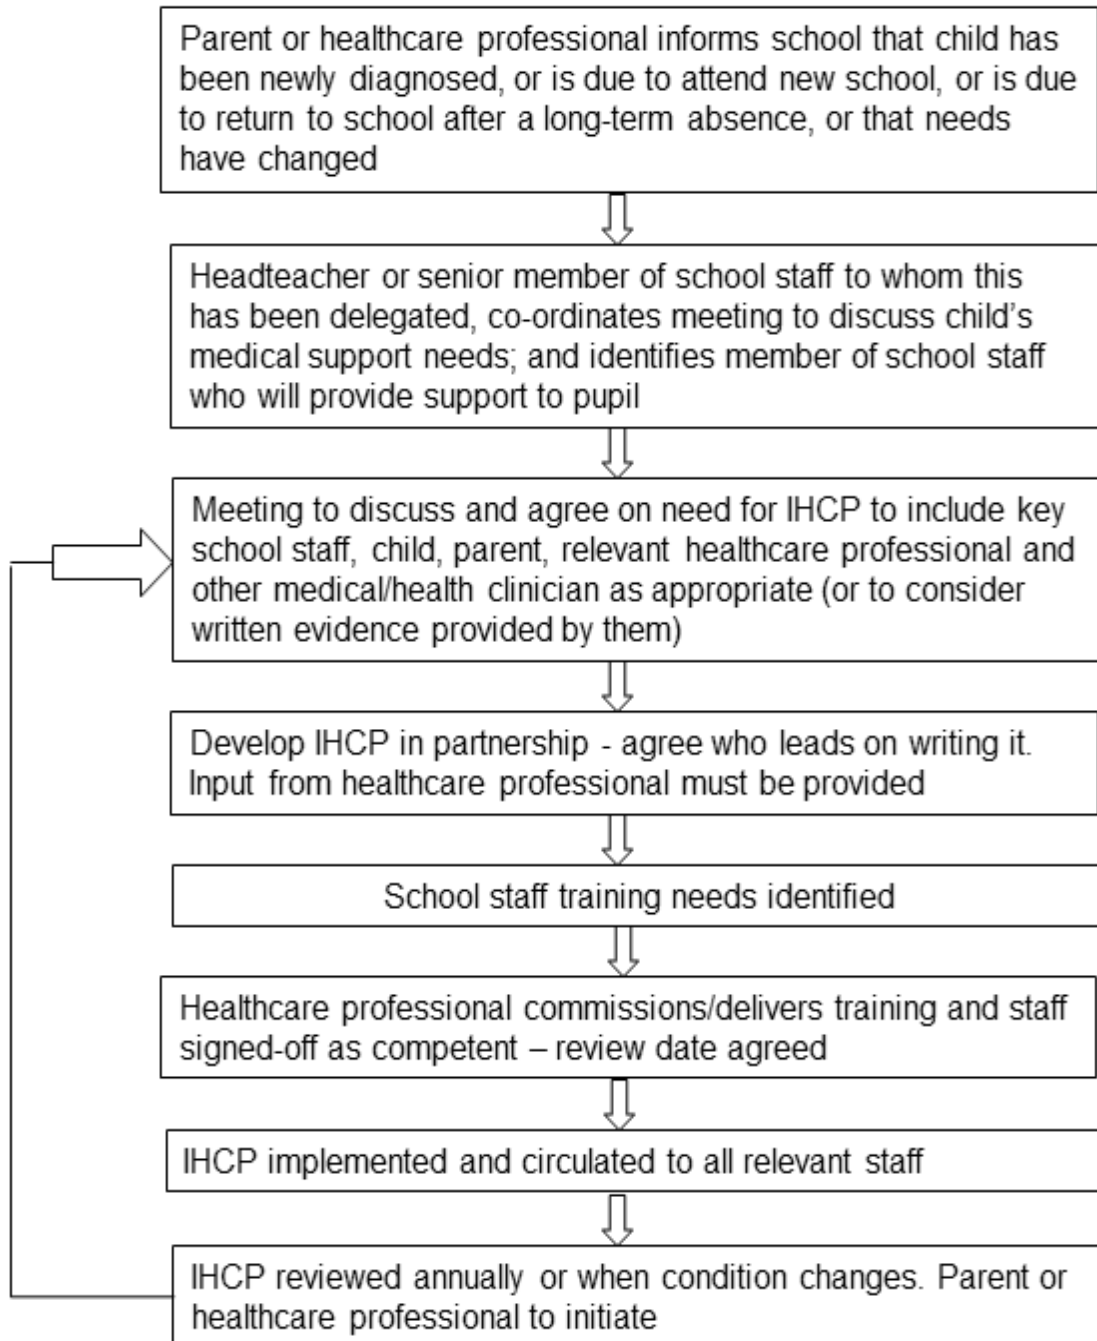 Parent or healthcare professional informs school that child has
been newly diagnosed, or is due to attend new school, or is due
to return to school after a long-term absence, or that needs
have changed
Headteacher or senior member of school staff to whom this
has been delegated, co-ordinates meeting to discuss child’s
medical support needs; and identifies member of school staff
who will provide support to pupil
Meeting to discuss and agree on need for IHCP to include key
school staff, child, parent, relevant healthcare professional and
other medical/health clinician as appropriate (or to consider
written evidence provided by them)
Develop IHCP in partnership - agree who leads on writing it.
Input from healthcare professional must be provided
School staff training needs identified
Healthcare professional commissions/delivers training and staff
signed-off as competent – review date agreed
IHCP implemented and circulated to all relevant staff
IHCP reviewed annually or when condition changes. Parent or
healthcare professional to initiate